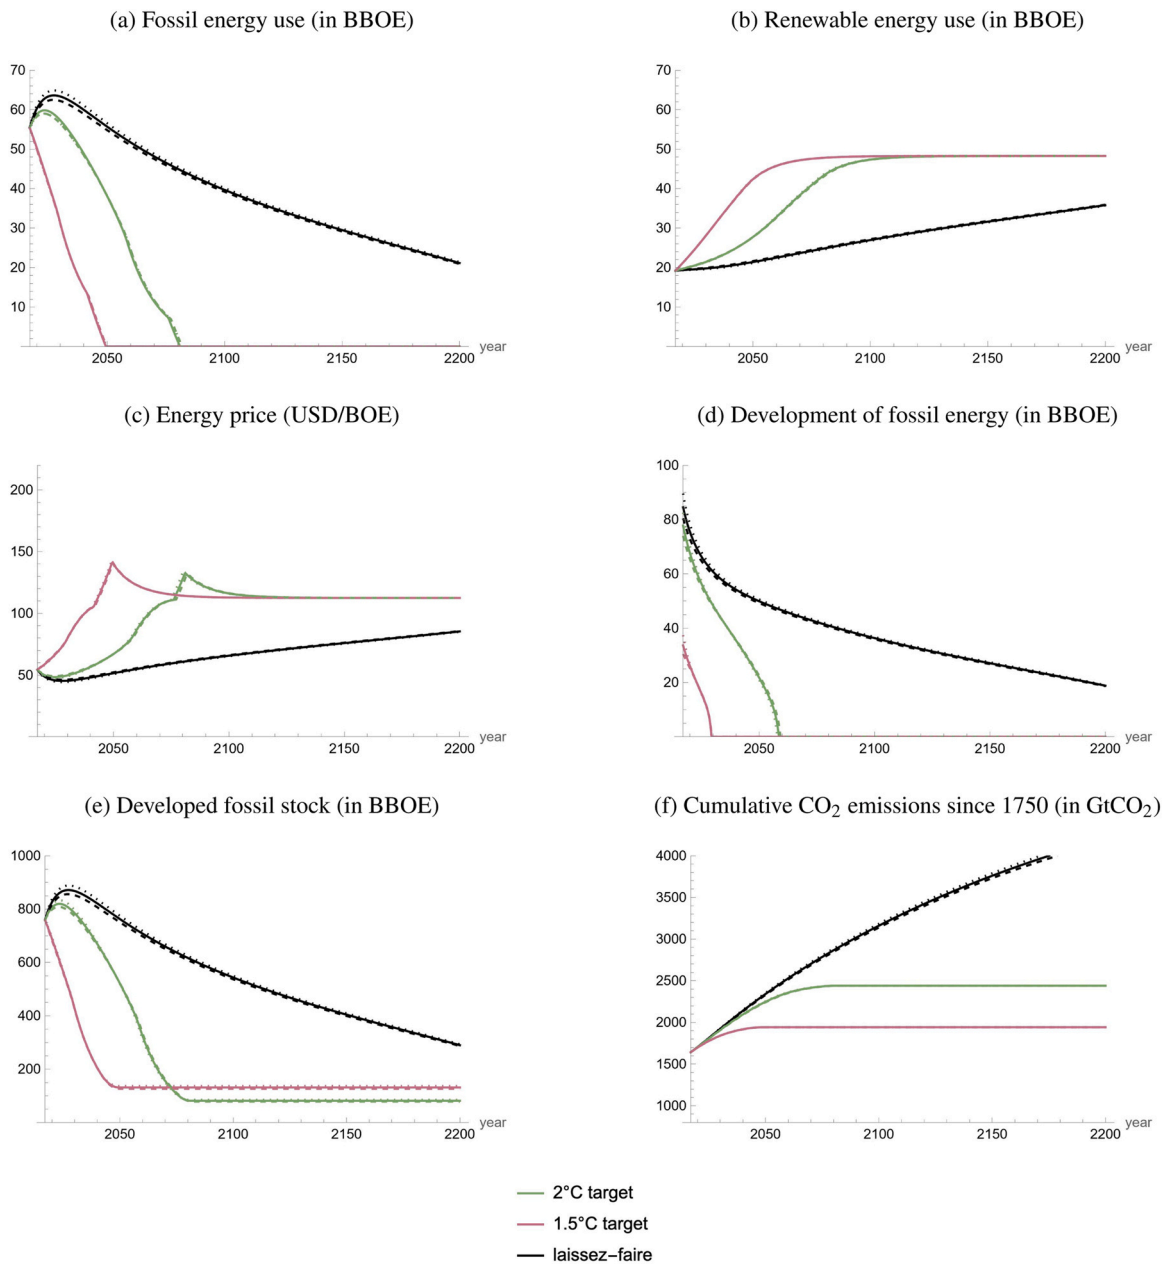 (a) Fossil energy use (in BBOE)
(b) Renewable energy use (in BBOE)
70
60
50
40
30
20
10
2050 2100 2150 2200 year
70
60
50
40
30
20
10
2050 2100 2150 2200 year
(c) Energy price (USD/BOE)
(d) Development of fossil energy (in BBOE)
200
150
100
50
2050 2100 2150 2200 year
100
80
60
40
20
2050 2100 2150 2200 year
(e) Developed fossil stock (in BBOE)
(f) Cumulative CO₂ emissions since 1750 (in GtCO₂)
1000
800
600
400
200
2050 2100 2150 2200 year
4000
3500
3000
2500
2000
1500
1000
2050 2100 2150 2200 year
2°C target
1.5°C target
laissez–faire